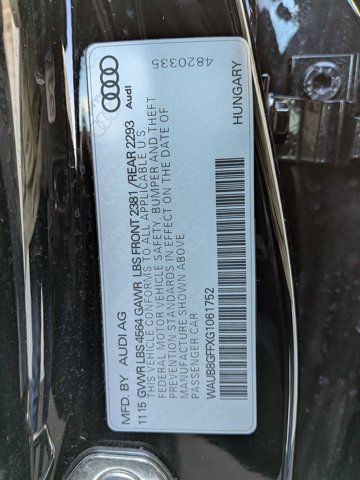 MFD. BY AUDI AG
11 15 GVWR LBS 4564 GAWR LBS FRONT 2381 /REAR 2293
THIS VEHICLE CONFORMS TO ALL APPLICABLE U.S.
FEDERAL MOTOR VEHICLE SAFETY, BUMPER AND THEFT
PREVENTION STANDARDS IN EFFECT ON THE DATE OF
MANUFACTURE SHOWN ABOVE
PASSENGER CAR
WAUB8GFFXG1061752
HUNGARY
Audi
4820335